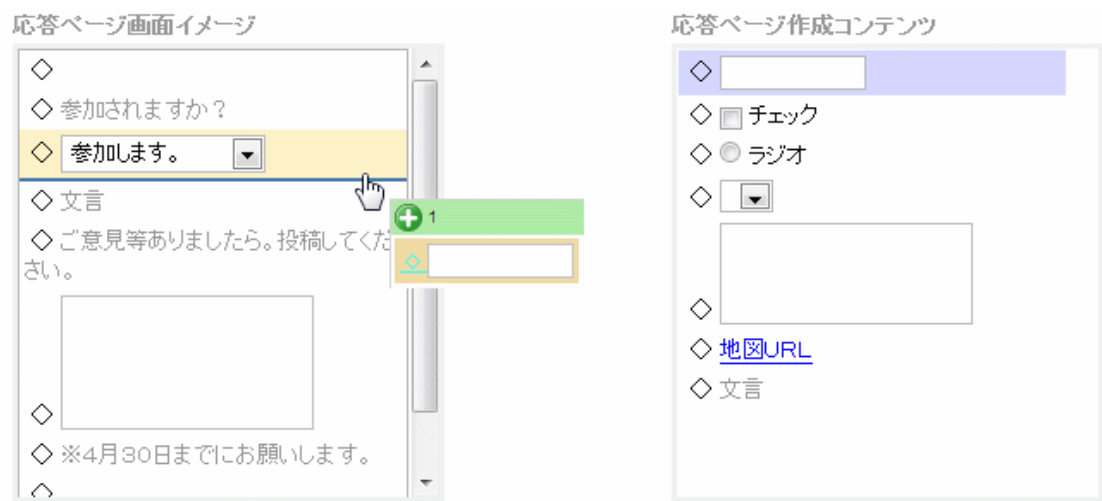 応答ページ画面イメージ
参加されますか？
参加します。
文言
ご意見等ありましたら。投稿してくだ
さい。
※4月30日までにお願いします。
1
応答ページ作成コンテンツ
チェック
ラジオ
地図URL
文言